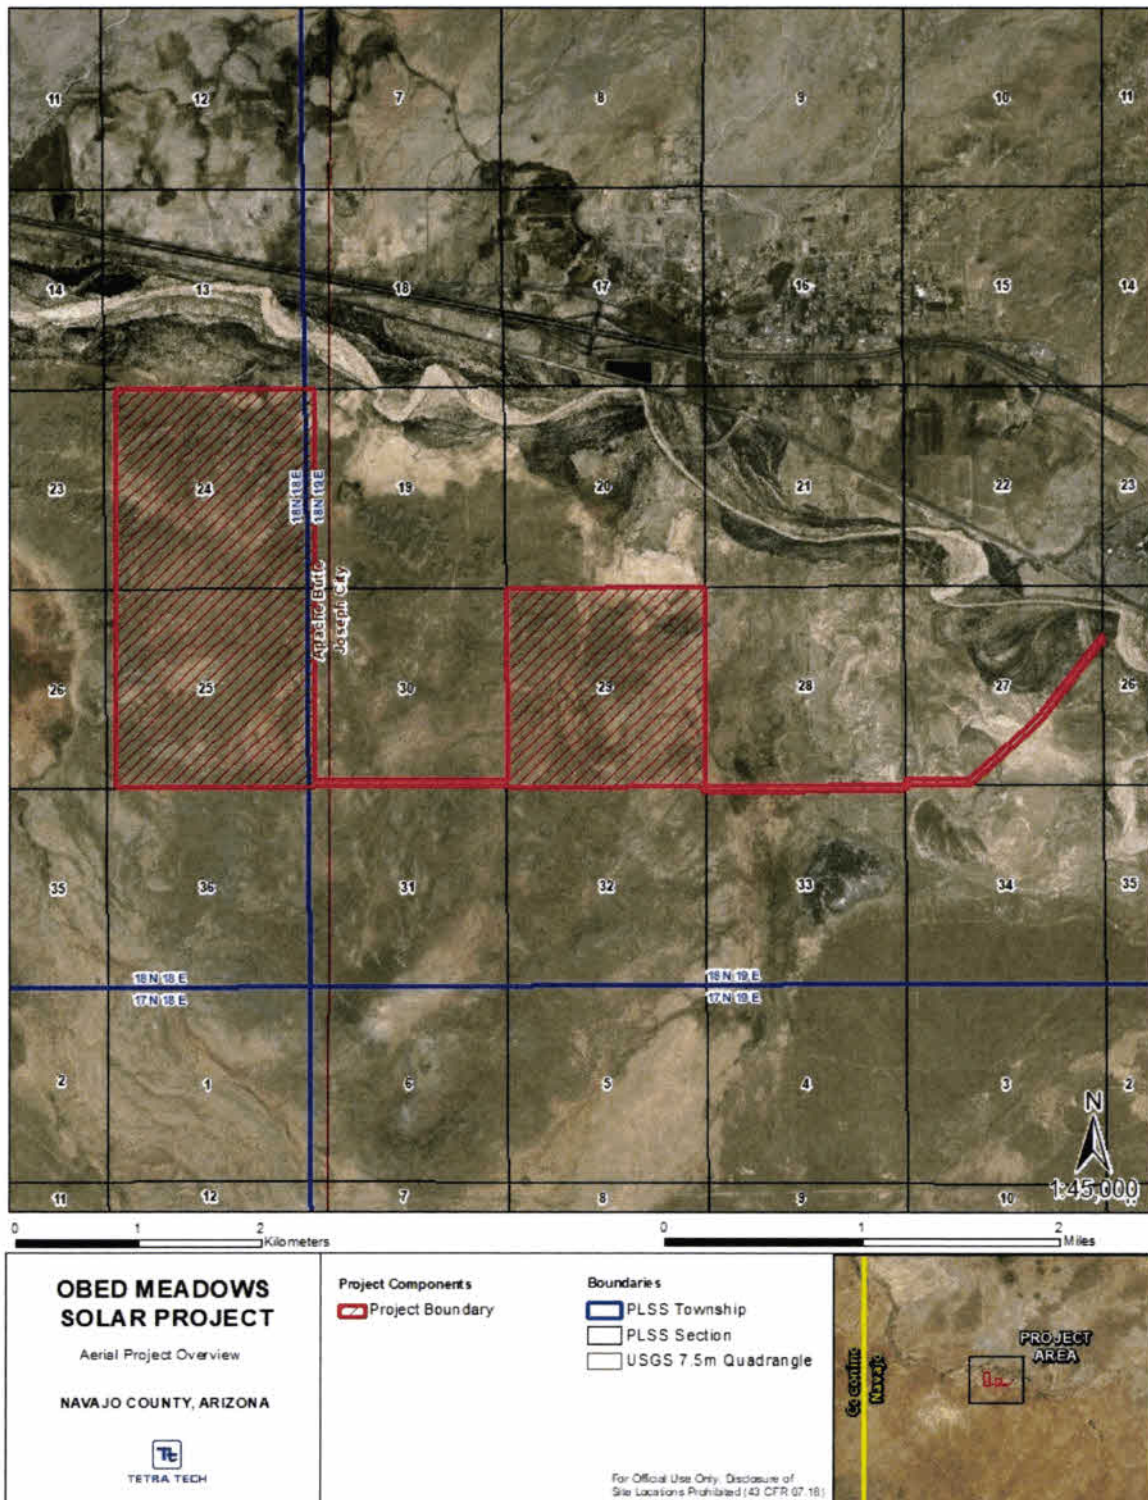 11 12 7 8 9 10 11
14 13 18 17 16 15 14
23 24 19 20 21 22 23
18N 18E
18N 19E
Apache Butte
Joseph City
26 25 30 29 28 27 26
35 36 31 32 33 34 35
18N 18E 18N 19E
17N 18E 17N 19E
2 1 6 5 4 3 2
N
11 12 7 8 9 10
1:45,000
0 1 2 Kilometers
0 1 2 Miles
OBED MEADOWS
SOLAR PROJECT
Aerial Project Overview
NAVAJO COUNTY, ARIZONA
TETRA TECH
Project Components
Project Boundary
Boundaries
PLSS Township
PLSS Section
USGS 7.5m Quadrangle
For Official Use Only: Disclosure of
Site Locations Prohibited (43 CFR 07.18)
Coconino
Navajo
PROJECT
AREA